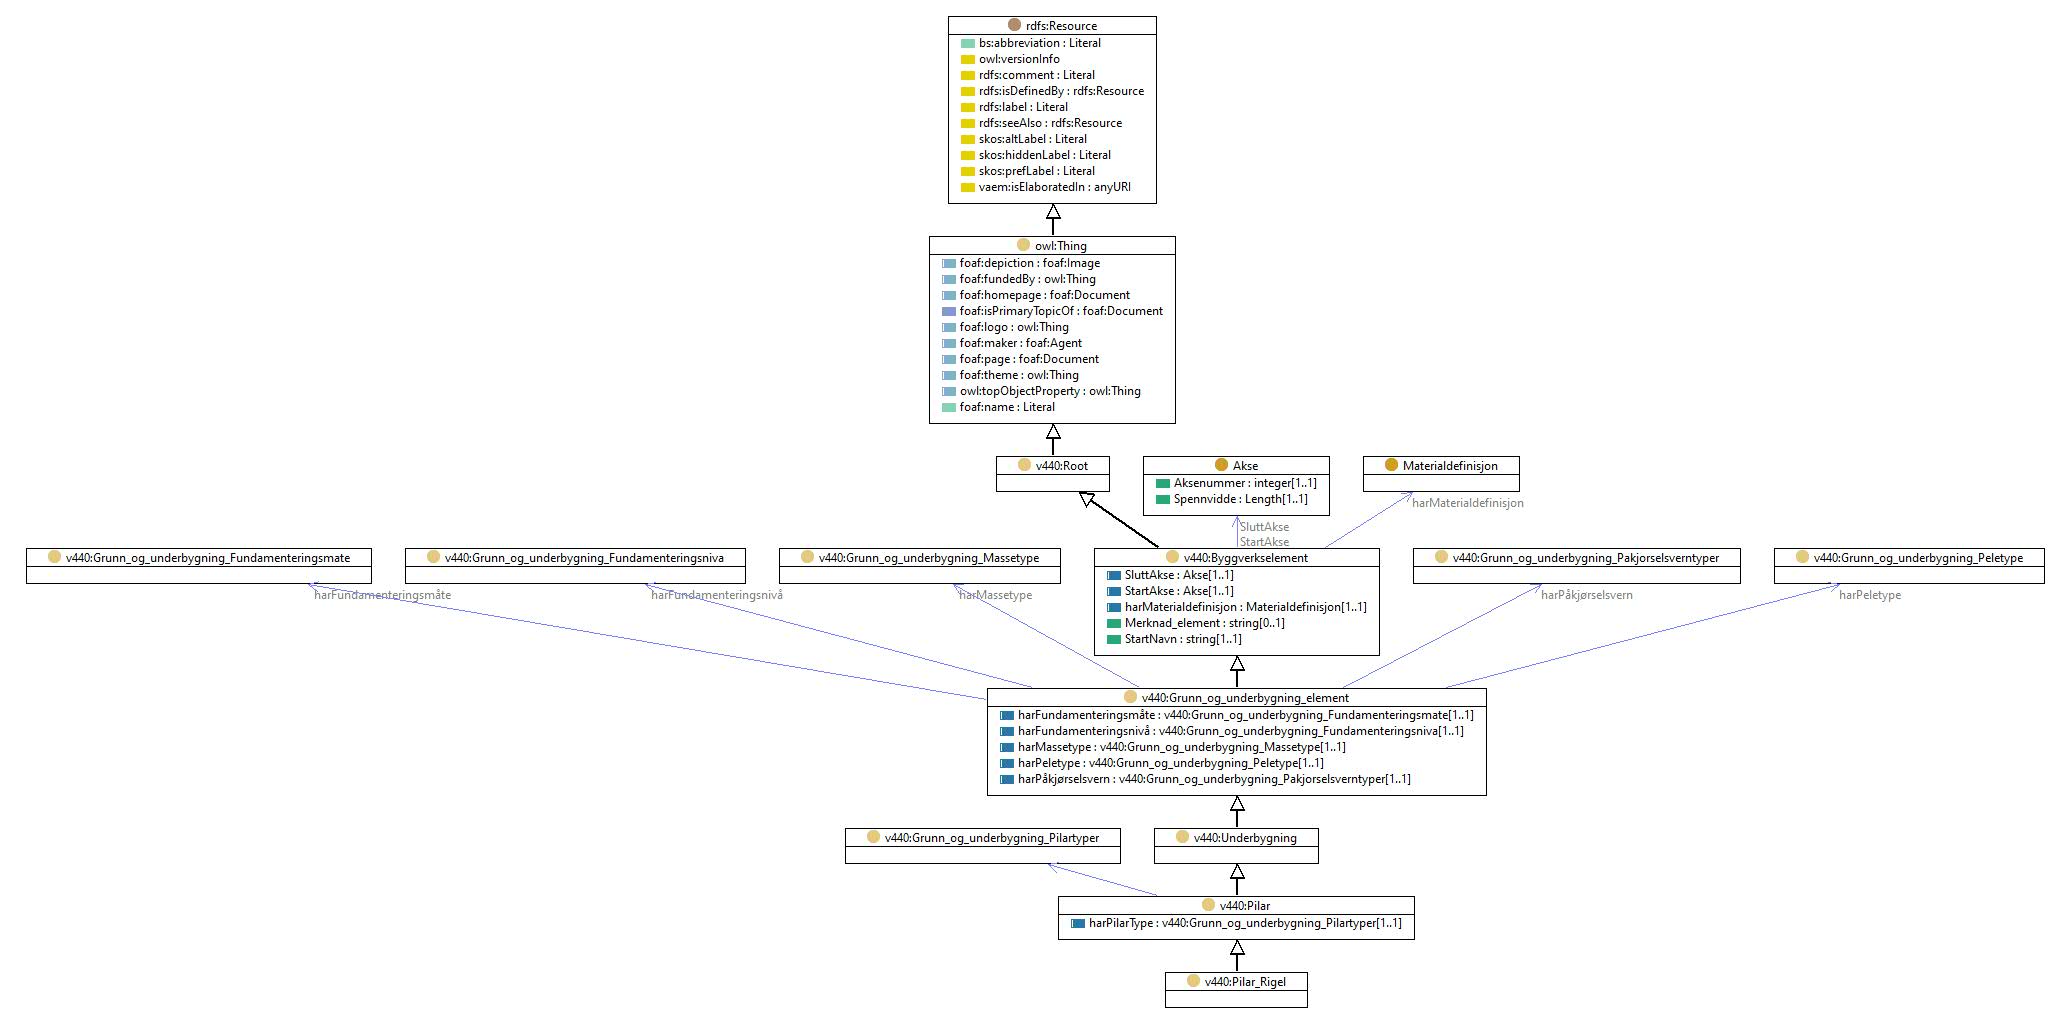 rdfs:Resource
bs:abbreviation : Literal
owl:versionInfo
rdfs:comment : Literal
rdfs:isDefinedBy : rdfs:Resource
rdfs:label : Literal
rdfs:seeAlso : rdfs:Resource
skos:altLabel : Literal
skos:hiddenLabel : Literal
skos:prefLabel : Literal
vaem:isElaboratedIn : anyURI
owl:Thing
foaf:depiction : foaf:Image
foaf:fundedBy : owl:Thing
foaf:homepage : foaf:Document
foaf:isPrimaryTopicOf : foaf:Document
foaf:logo : owl:Thing
foaf:maker : foaf:Agent
foaf:page : foaf:Document
foaf:theme : owl:Thing
owl:topObjectProperty : owl:Thing
foaf:name : Literal
v440:Root
Akse
Aksenummer : integer[1..1]
Spennvidde : Length[1..1]
Materialdefinisjon
harMaterialdefinisjon
SluttAkse
StartAkse
v440:Grunn_og_underbygning_Fundamenteringsmate
v440:Grunn_og_underbygning_Fundamenteringsniva
v440:Grunn_og_underbygning_Massetype
v440:Byggverkselement
SluttAkse : Akse[1..1]
StartAkse : Akse[1..1]
harMaterialdefinisjon : Materialdefinisjon[1..1]
Merknad_element : string[0..1]
StartNavn : string[1..1]
v440:Grunn_og_underbygning_Pakjorselsverntyper
v440:Grunn_og_underbygning_Peletype
harFundamenteringsmåte
harFundamenteringsnivå
harMassetype
harPåkjørselsvern
harPeletype
v440:Grunn_og_underbygning_element
harFundamenteringsmåte : v440:Grunn_og_underbygning_Fundamenteringsmate[1..1]
harFundamenteringsnivå : v440:Grunn_og_underbygning_Fundamenteringsniva[1..1]
harMassetype : v440:Grunn_og_underbygning_Massetype[1..1]
harPeletype : v440:Grunn_og_underbygning_Peletype[1..1]
harPåkjørselsvern : v440:Grunn_og_underbygning_Pakjorselsverntyper[1..1]
v440:Grunn_og_underbygning_Pilartyper
v440:Underbygning
v440:Pilar
harPilarType : v440:Grunn_og_underbygning_Pilartyper[1..1]
v440:Pilar_Rigel